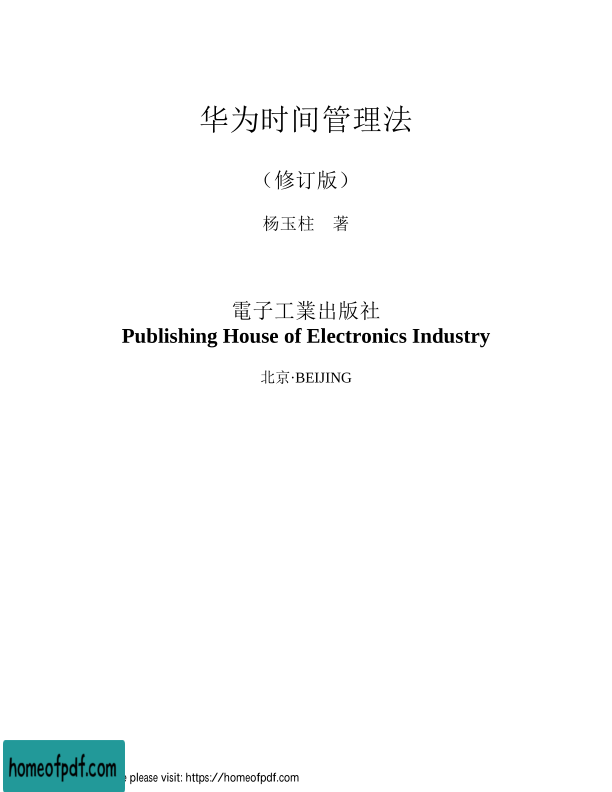 华为时间管理法
（修订版）
杨玉柱　著
電子工業出版社
Publishing House of Electronics Industry
北京·BEIJING
homeofpdf.com
please visit: https://homeofpdf.com